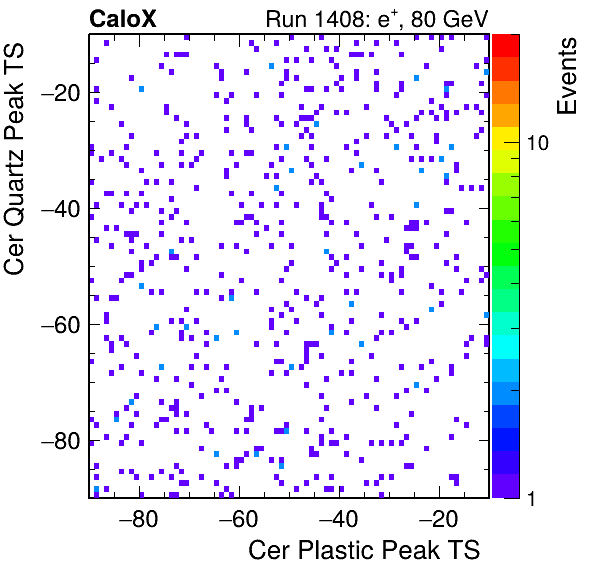 CaloX Run 1408: e⁺, 80 GeV
Cer Quartz Peak TS
−20
−40
−60
−80
−80 −60 −40 −20
Cer Plastic Peak TS
Events
10
1